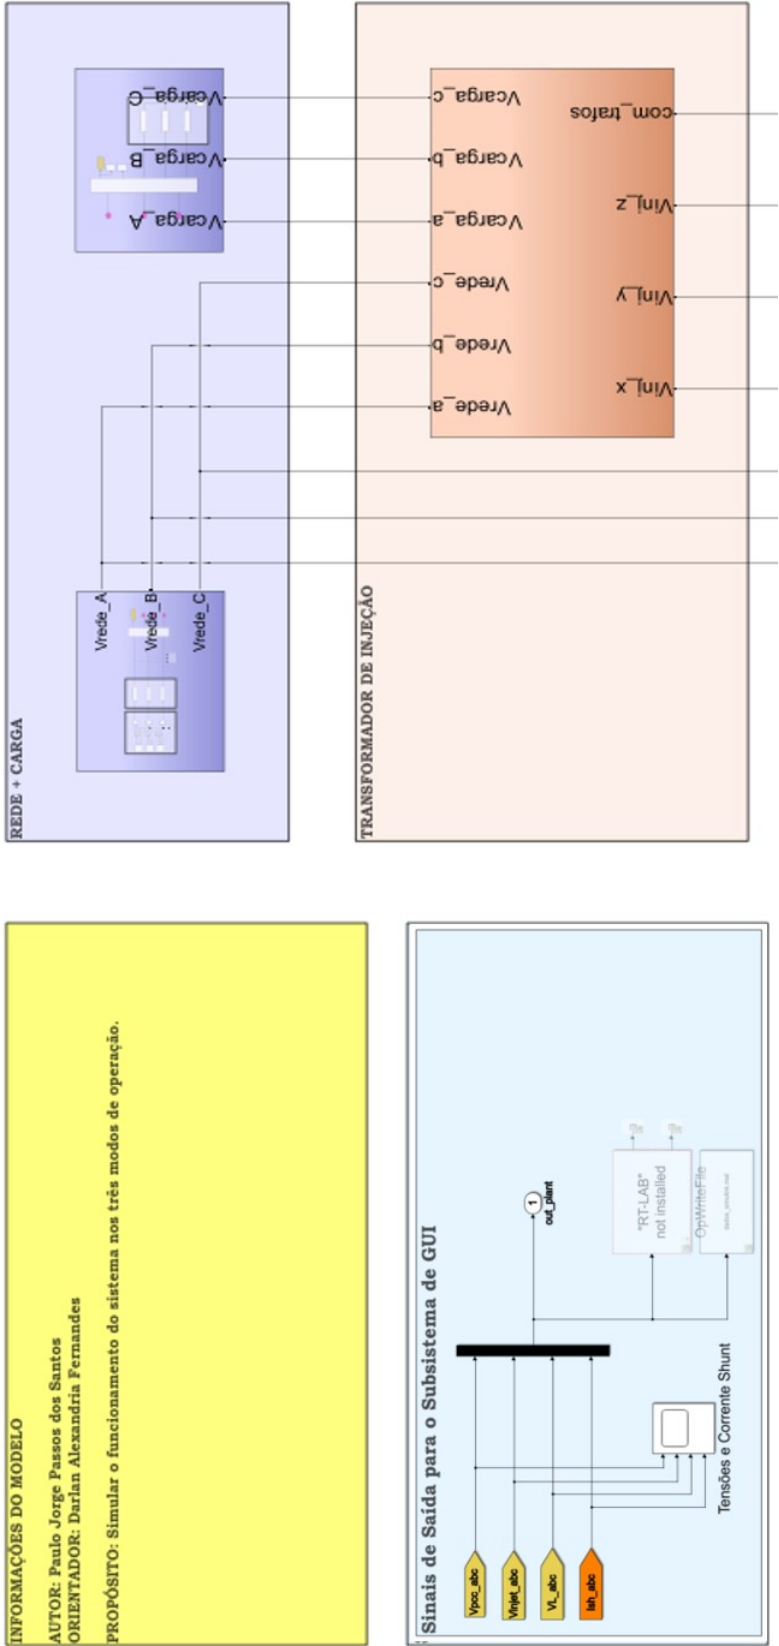 INFORMAÇÕES DO MODELO
AUTOR: Paulo Jorge Passos dos Santos
ORIENTADOR: Darlan Alexandria Fernandes
PROPÓSITO: Simular o funcionamento do sistema nos três modos de operação.
REDE + CARGA
Vrede_A
Vrede_B
Vrede_C
Vcarga_A
Vcarga_B
Vcarga_C
TRANSFORMADOR DE INJEÇÃO
Vrede_a
Vrede_b
Vrede_c
Vcarga_a
Vcarga_b
Vcarga_c
Vinj_x
Vinj_y
Vinj_z
com_trafos
Sinais de Saída para o Subsistema de GUI
Vpcc_abc
Vinjet_abc
VL_abc
Ish_abc
Tensões e Corrente Shunt
1
out_plant
"RT-LAB"
not installed
OpWriteFile